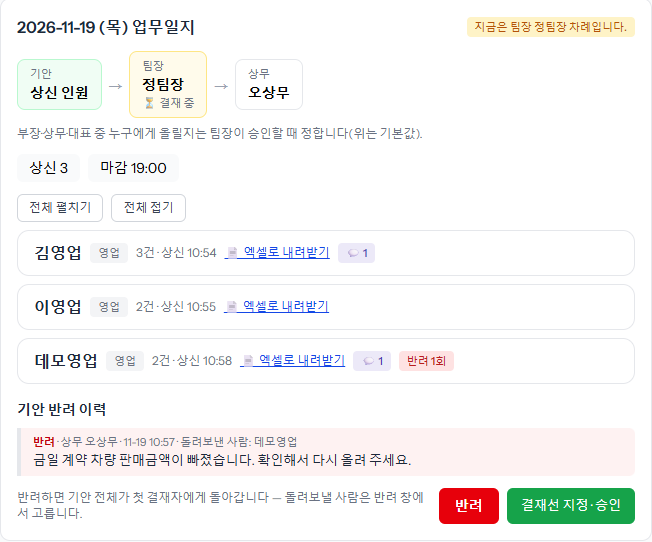 2026-11-19 (목) 업무일지
지금은 팀장 정팀장 차례입니다.
기안
상신 인원
→
팀장
정팀장
⏳ 결재 중
→
상무
오상무
부장·상무·대표 중 누구에게 올릴지는 팀장이 승인할 때 정합니다(위는 기본값).
상신 3
마감 19:00
전체 펼치기
전체 접기
김영업 영업 3건·상신 10:54 엑셀로 내려받기 1
이영업 영업 2건·상신 10:55 엑셀로 내려받기
데모영업 영업 2건·상신 10:58 엑셀로 내려받기 1 반려 1회
기안 반려 이력
반려·상무 오상무·11-19 10:57·돌려보낸 사람: 데모영업
금일 계약 차량 판매금액이 빠졌습니다. 확인해서 다시 올려 주세요.
반려하면 기안 전체가 첫 결재자에게 돌아갑니다 — 돌려보낼 사람은 반려 창에
서 고릅니다.
반려
결재선 지정·승인